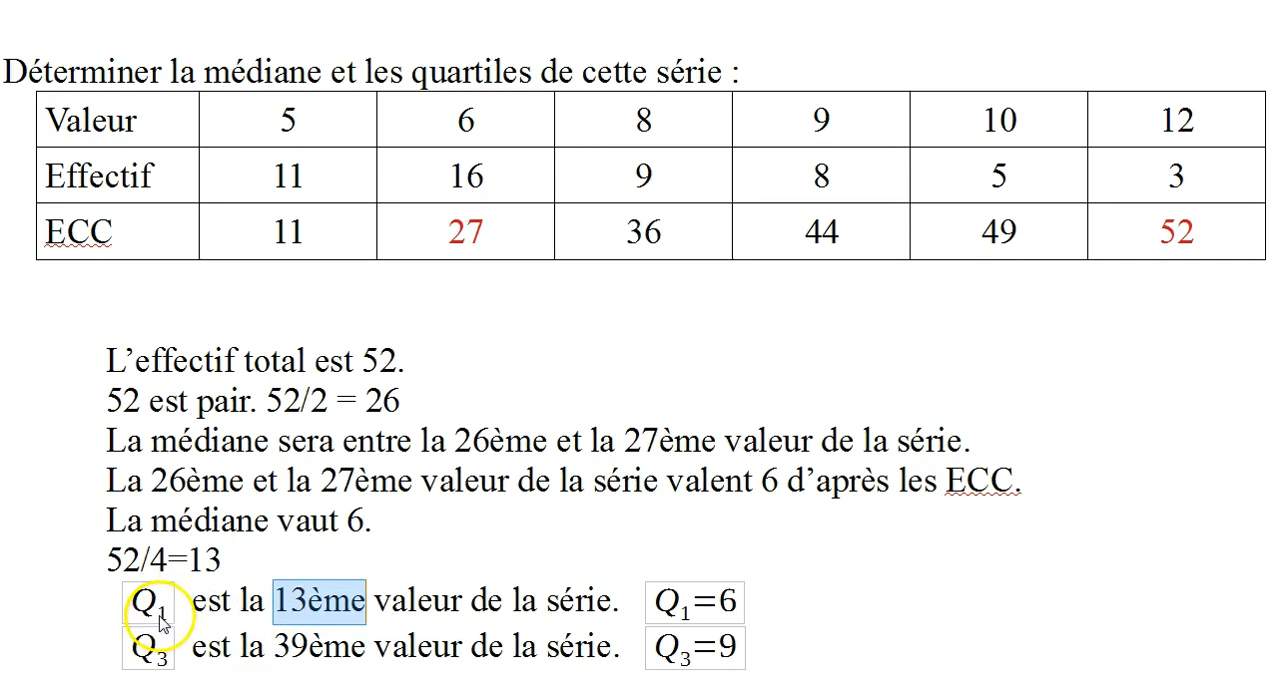 Déterminer la médiane et les quartiles de cette série :
Valeur 5 6 8 9 10 12
Effectif 11 16 9 8 5 3
ECC 11 27 36 44 49 52
L’effectif total est 52.
52 est pair. 52/2 = 26
La médiane sera entre la 26ème et la 27ème valeur de la série.
La 26ème et la 27ème valeur de la série valent 6 d’après les ECC.
La médiane vaut 6.
52/4=13
Q₁ est la 13ème valeur de la série. Q₁=6
Q₃ est la 39ème valeur de la série. Q₃=9